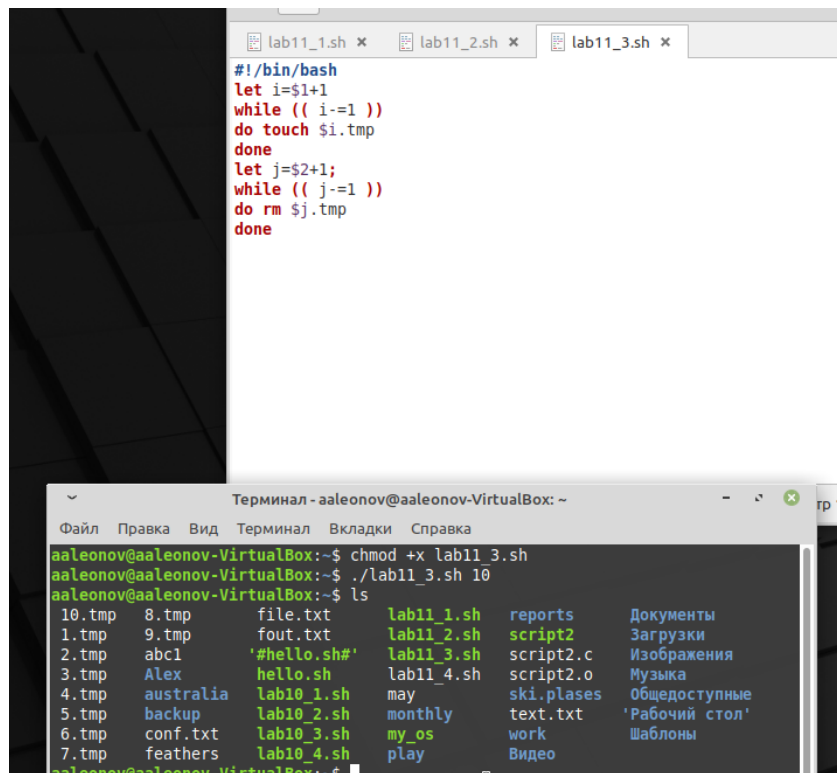 lab11_1.sh × lab11_2.sh × lab11_3.sh ×
#!/bin/bash
let i=$1+1
while (( i-=1 ))
do touch $i.tmp
done
let j=$2+1;
while (( j-=1 ))
do rm $j.tmp
done
Терминал - aaleonov@aaleonov-VirtualBox: ~
Файл Правка Вид Терминал Вкладки Справка
aaleonov@aaleonov-VirtualBox:~$ chmod +x lab11_3.sh
aaleonov@aaleonov-VirtualBox:~$ ./lab11_3.sh 10
aaleonov@aaleonov-VirtualBox:~$ ls
10.tmp 8.tmp file.txt lab11_1.sh reports Документы
1.tmp 9.tmp fout.txt lab11_2.sh script2 Загрузки
2.tmp abc1 '#hello.sh#' lab11_3.sh script2.c Изображения
3.tmp Alex hello.sh lab11_4.sh script2.o Музыка
4.tmp australia lab10_1.sh may ski.plases Общедоступные
5.tmp backup lab10_2.sh monthly text.txt 'Рабочий стол'
6.tmp conf.txt lab10_3.sh my_os work Шаблоны
7.tmp feathers lab10_4.sh play Видео
aaleonov@aaleonov-VirtualBox:~$